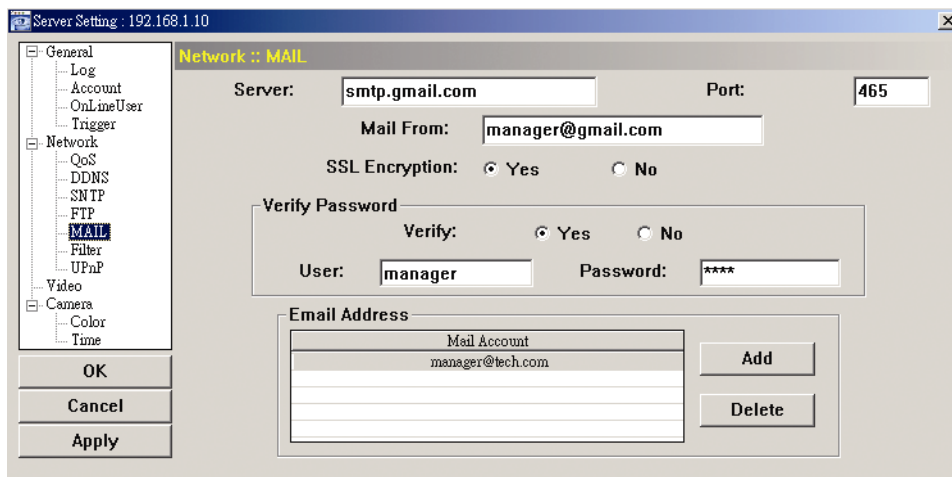 Server Setting : 192.168.1.10
General
Log
Account
OnLineUser
Trigger
Network
QoS
DDNS
SNTP
FTP
MAIL
Filter
UPnP
Video
Camera
Color
Time
OK
Cancel
Apply
Network :: MAIL
Server: smtp.gmail.com Port: 465
Mail From: manager@gmail.com
SSL Encryption: Yes No
Verify Password
Verify: Yes No
User: manager Password: ****
Email Address
Mail Account
manager@tech.com
Add
Delete